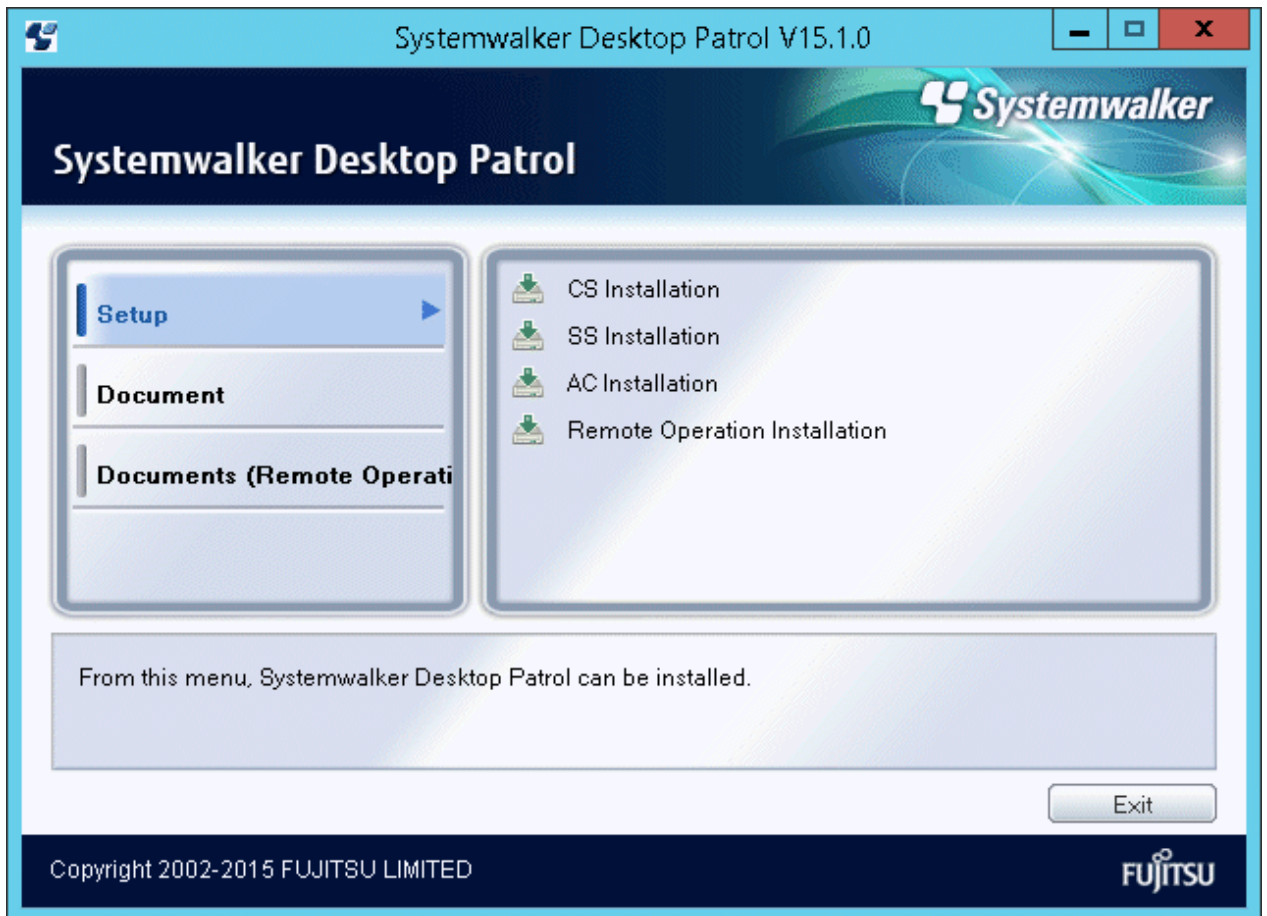 Systemwalker Desktop Patrol V15.1.0
Systemwalker
Systemwalker Desktop Patrol
Setup
Document
Documents (Remote Operati
CS Installation
SS Installation
AC Installation
Remote Operation Installation
From this menu, Systemwalker Desktop Patrol can be installed.
Exit
Copyright 2002-2015 FUJITSU LIMITED
FUJITSU